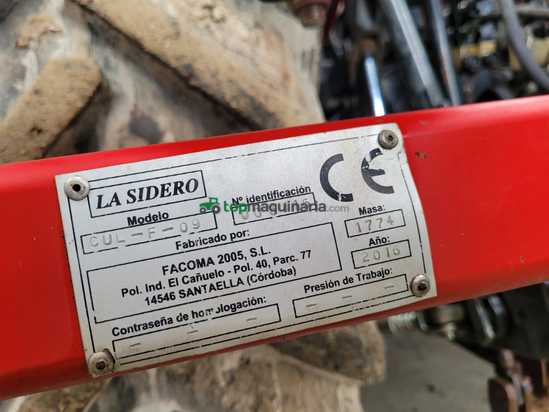 LA SIDERO
Nº identificación
CE
Modelo
CUL-F-09
topmaquinaria.com
Masa:
1774
Fabricado por:
FACOMA 2005, S.L.
Pol. Ind. El Cañuelo - Pol. 40, Parc. 77
14546 SANTAELLA (Córdoba)
Año:
2016
Contraseña de homologación:
- - -
Presión de Trabajo:
- - -